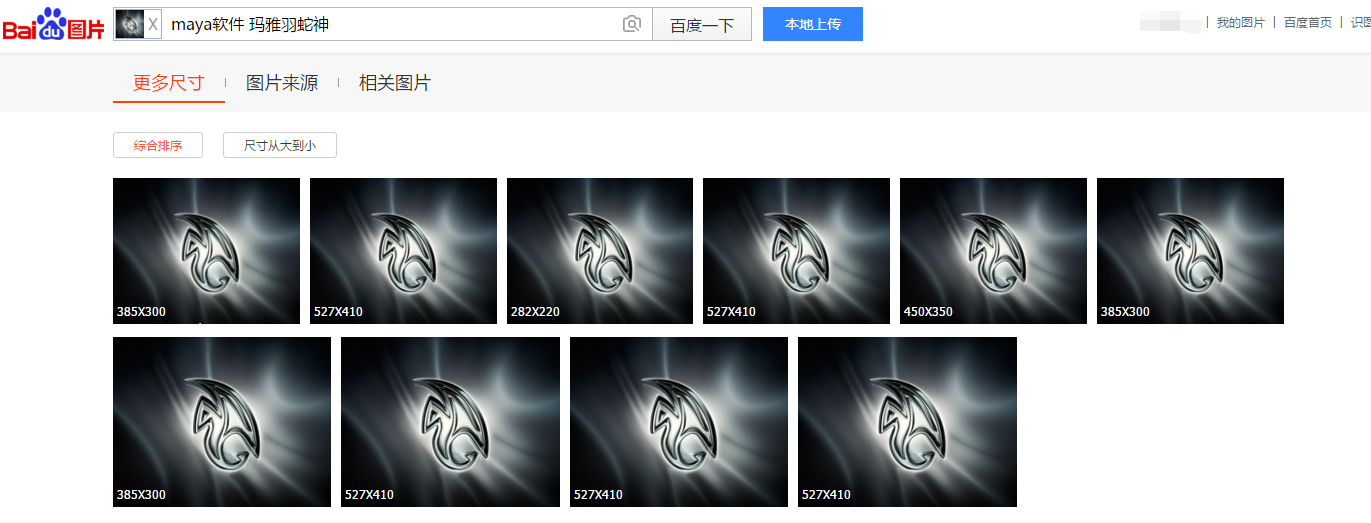 Bai du 图片 X maya软件 玛雅羽蛇神 百度一下 本地上传 | 我的图片 | 百度首页 | 识图
更多尺寸 | 图片来源 | 相关图片
综合排序 尺寸从大到小
385X300 527X410 282X220 527X410 450X350 385X300
385X300 527X410 527X410 527X410